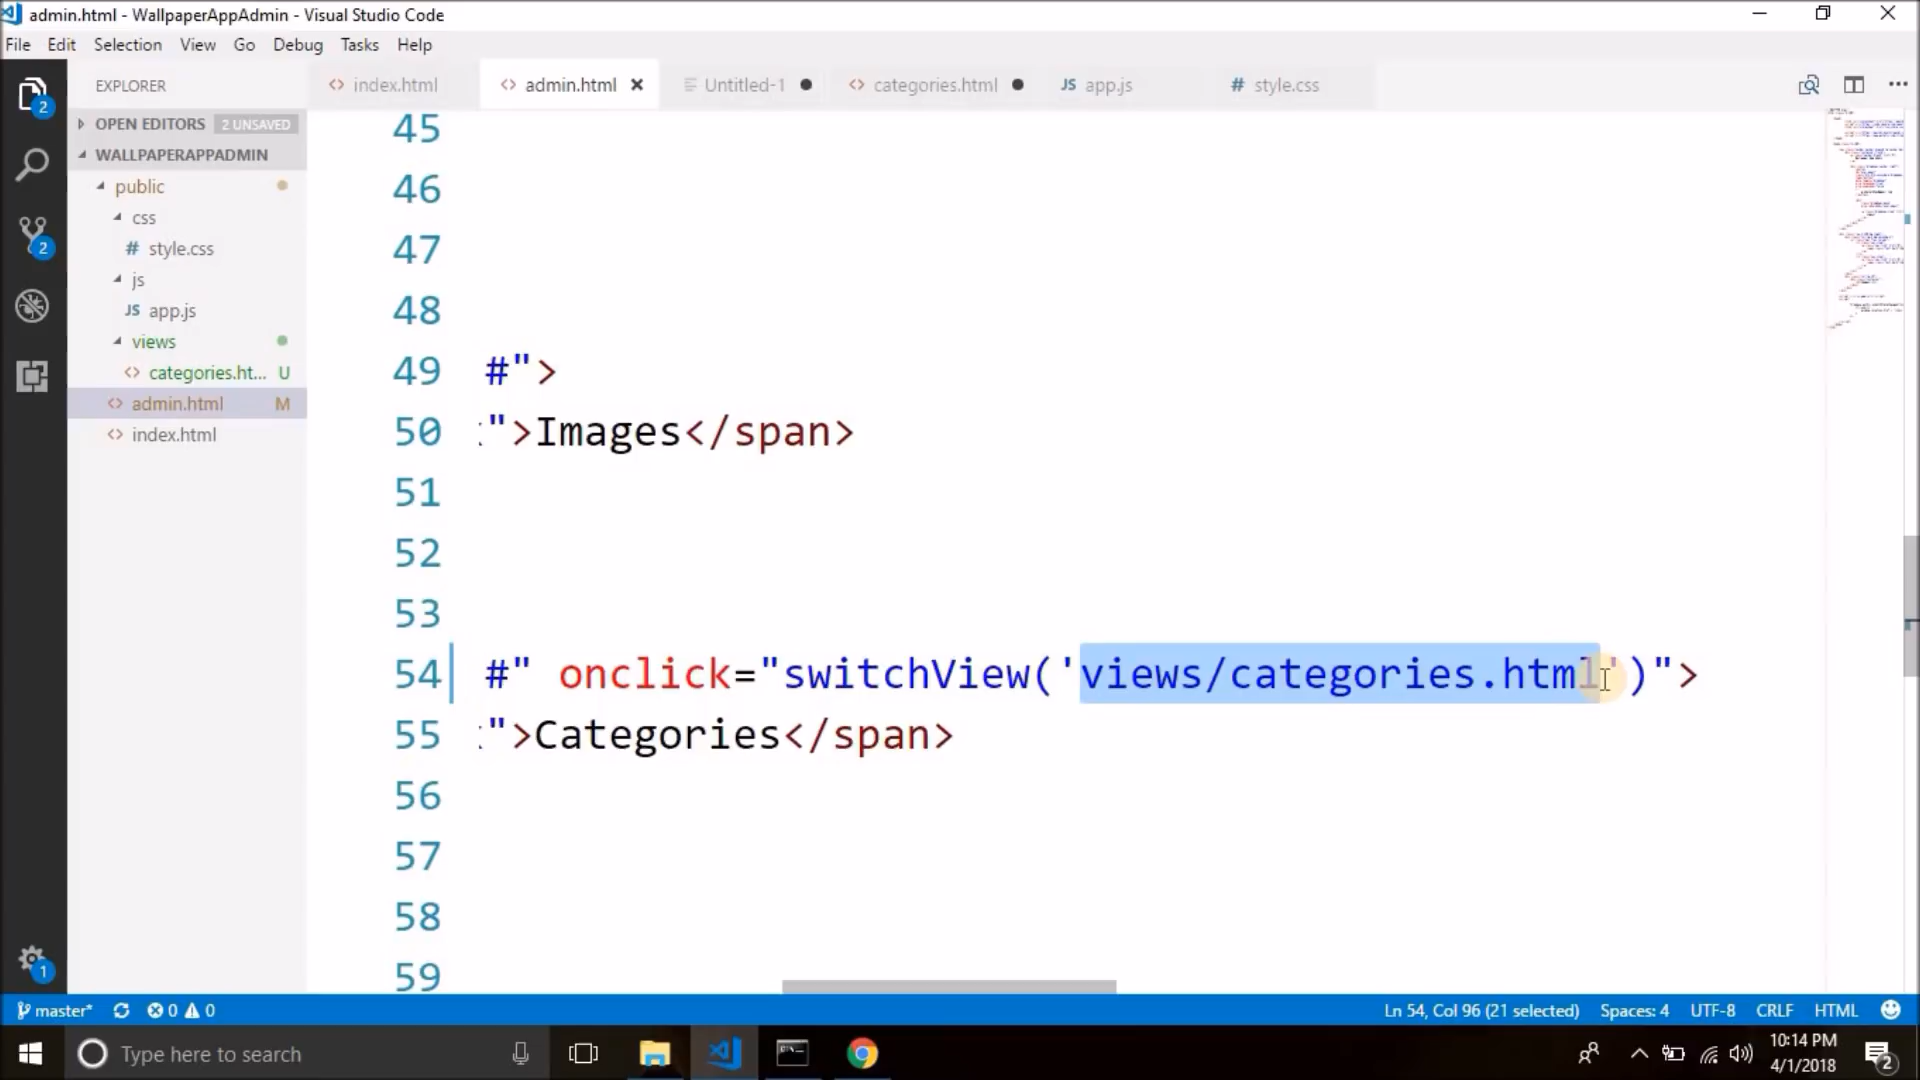 admin.html - WallpaperAppAdmin - Visual Studio Code
File Edit Selection View Go Debug Tasks Help
EXPLORER
index.html admin.html Untitled-1 categories.html JS app.js # style.css
OPEN EDITORS 2 UNSAVED
WALLPAPERAPPADMIN
public
css
# style.css
js
JS app.js
views
categories.ht... U
admin.html M
index.html
2
2
1
45
46
47
48
49 #">
50 ">Images</span>
51
52
53
54 #" onclick="switchView('views/categories.html')">
55 ">Categories</span>
56
57
58
59
master* 0 0 Ln 54, Col 96 (21 selected) Spaces: 4 UTF-8 CRLF HTML
Type here to search
10:14 PM
4/1/2018
2